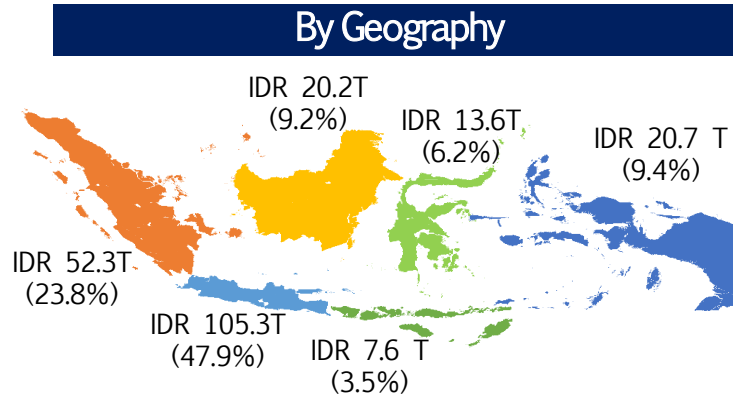 By Geography
IDR 20.2T
(9.2%)
IDR 13.6T
(6.2%)
IDR 20.7 T
(9.4%)
IDR 52.3T
(23.8%)
IDR 105.3T
(47.9%)
IDR 7.6 T
(3.5%)